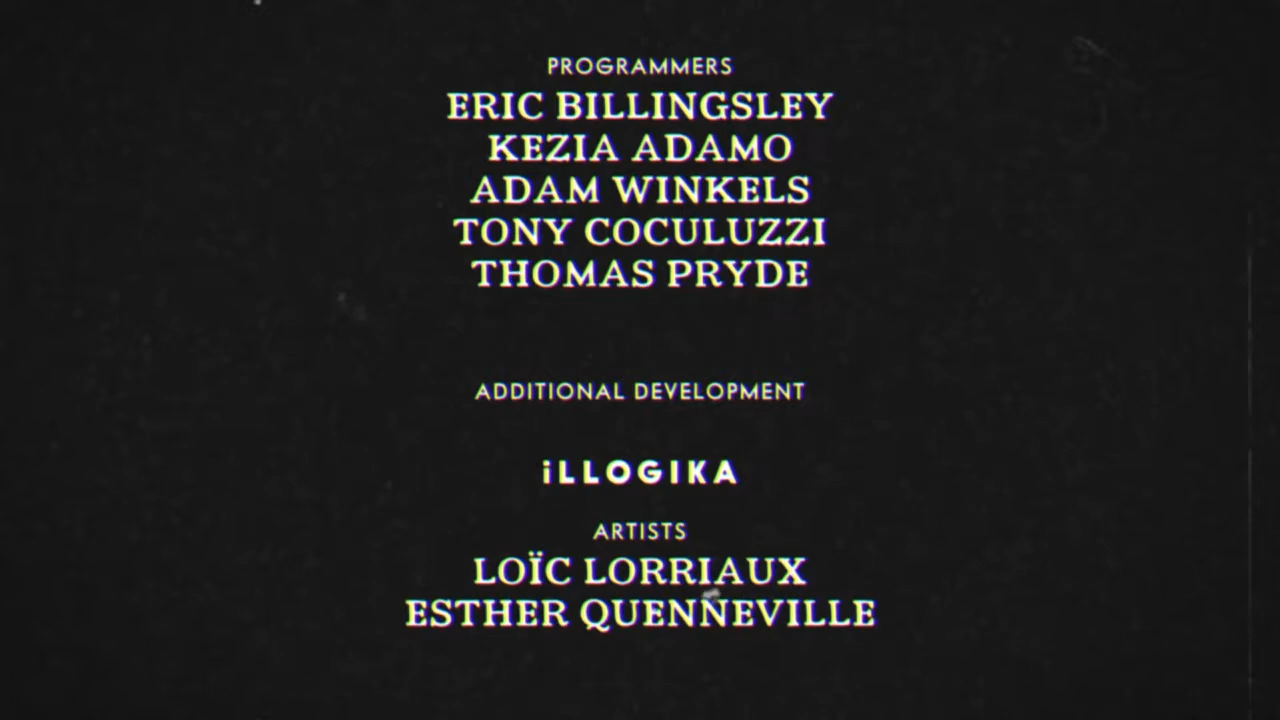 PROGRAMMERS
ERIC BILLINGSLEY
KEZIA ADAMO
ADAM WINKELS
TONY COCULUZZI
THOMAS PRYDE
ADDITIONAL DEVELOPMENT
iLLOGIKA
ARTISTS
LOÏC LORRIAUX
ESTHER QUENNEVILLE